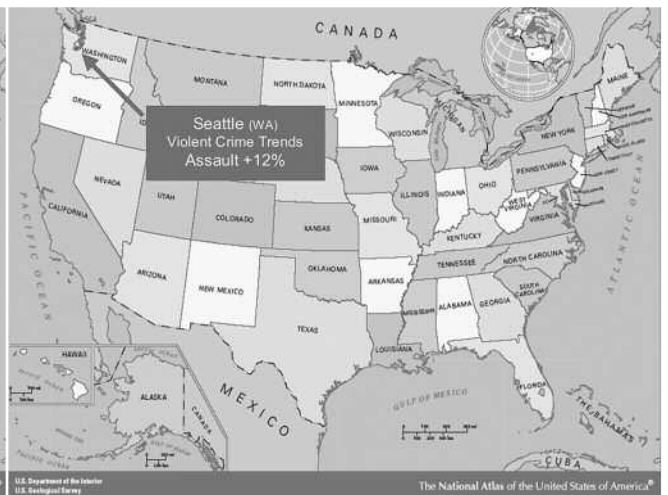 CANADA
WASHINGTON
MONTANA
NORTH DAKOTA
MINNESOTA
MAINE
OREGON
Seattle (WA)
Violent Crime Trends
Assault +12%
WISCONSIN
NEW YORK
IOWA
PENNSYLVANIA
NEVADA
UTAH
COLORADO
KANSAS
ILLINOIS
INDIANA
OHIO
WEST
VIRGINIA
VIRGINIA
CALIFORNIA
MISSOURI
KENTUCKY
PACIFIC OCEAN
ATLANTIC OCEAN
ARIZONA
NEW MEXICO
OKLAHOMA
ARKANSAS
TENNESSEE
NORTH CAROLINA
SOUTH
CAROLINA
TEXAS
LOUISIANA
MISSISSIPPI
ALABAMA
GEORGIA
FLORIDA
HAWAII
ALASKA
CANADA
MEXICO
GULF OF MEXICO
THE BAHAMAS
CUBA
U.S. Department of the Interior
U.S. Geological Survey
The National Atlas of the United States of America®